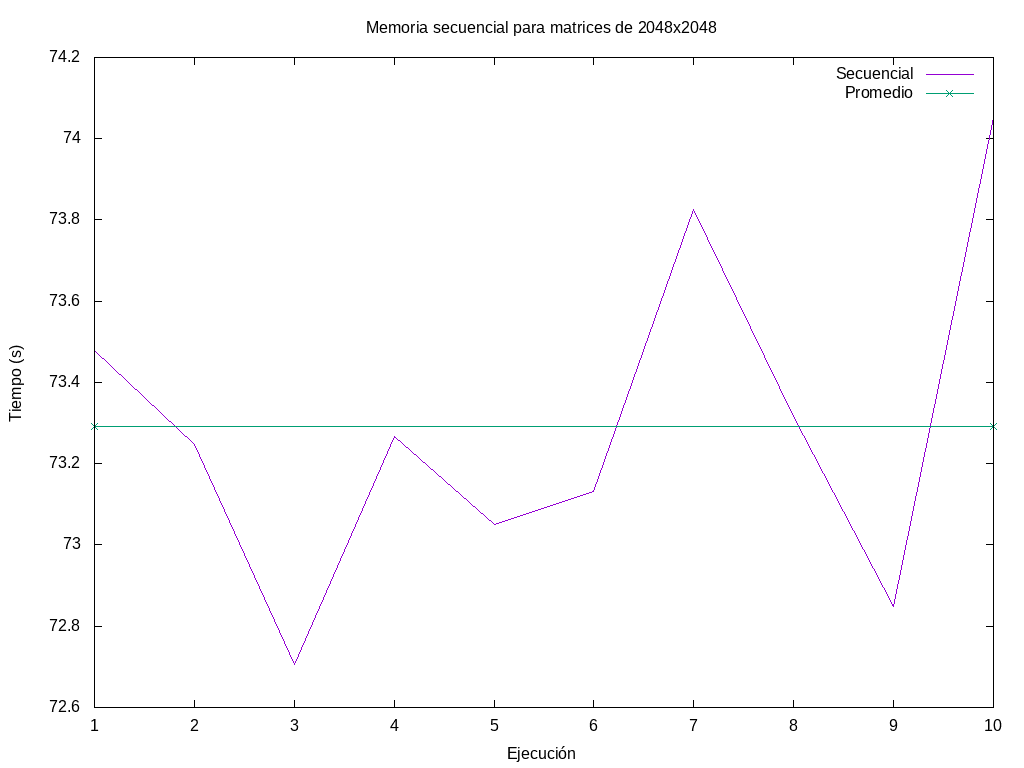 Memoria secuencial para matrices de 2048x2048
74.2
74
73.8
73.6
73.4
73.2
73
72.8
72.6
Tiempo (s)
Secuencial
Promedio
1 2 3 4 5 6 7 8 9 10
Ejecución